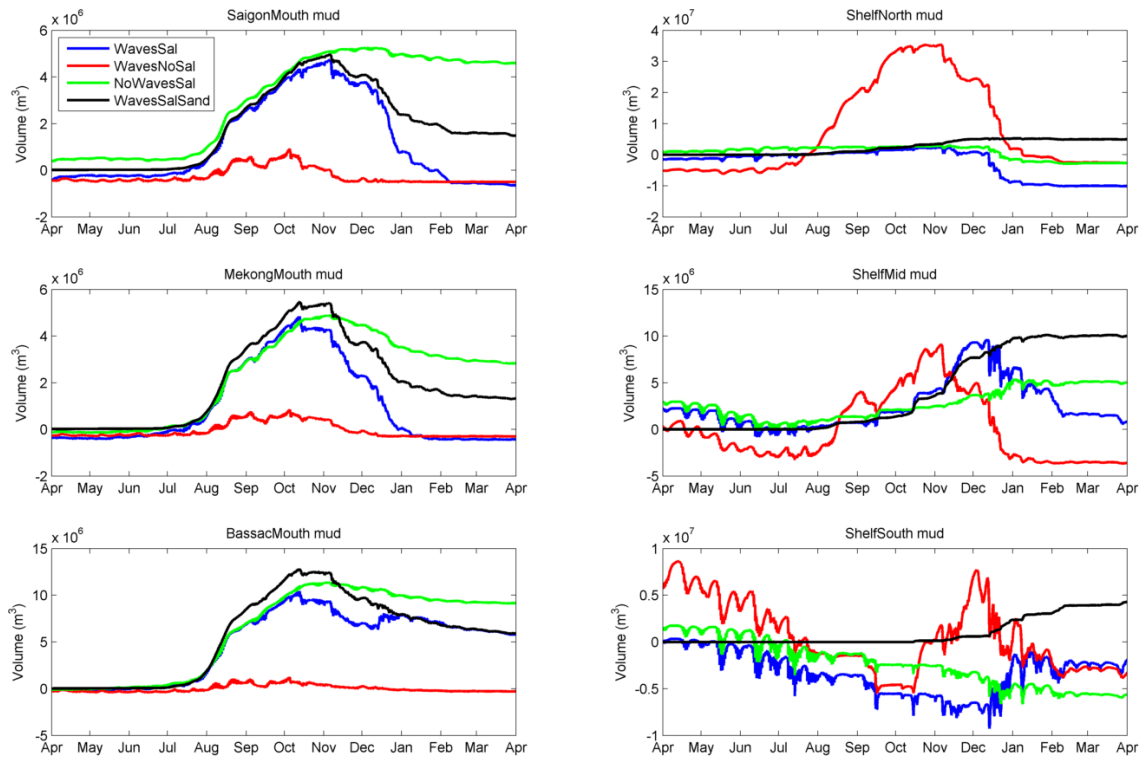 SaigonMouth mud
x 10^6
6
4
2
0
-2
Volume (m³)
WavesSal
WavesNoSal
NoWavesSal
WavesSalSand
Apr May Jun Jul Aug Sep Oct Nov Dec Jan Feb Mar Apr
ShelfNorth mud
x 10^7
4
3
2
1
0
-1
-2
Volume (m³)
Apr May Jun Jul Aug Sep Oct Nov Dec Jan Feb Mar Apr
MekongMouth mud
x 10^6
6
4
2
0
-2
Volume (m³)
Apr May Jun Jul Aug Sep Oct Nov Dec Jan Feb Mar Apr
ShelfMid mud
x 10^6
15
10
5
0
-5
Volume (m³)
Apr May Jun Jul Aug Sep Oct Nov Dec Jan Feb Mar Apr
BassacMouth mud
x 10^6
15
10
5
0
-5
Volume (m³)
Apr May Jun Jul Aug Sep Oct Nov Dec Jan Feb Mar Apr
ShelfSouth mud
x 10^7
1
0.5
0
-0.5
-1
Volume (m³)
Apr May Jun Jul Aug Sep Oct Nov Dec Jan Feb Mar Apr